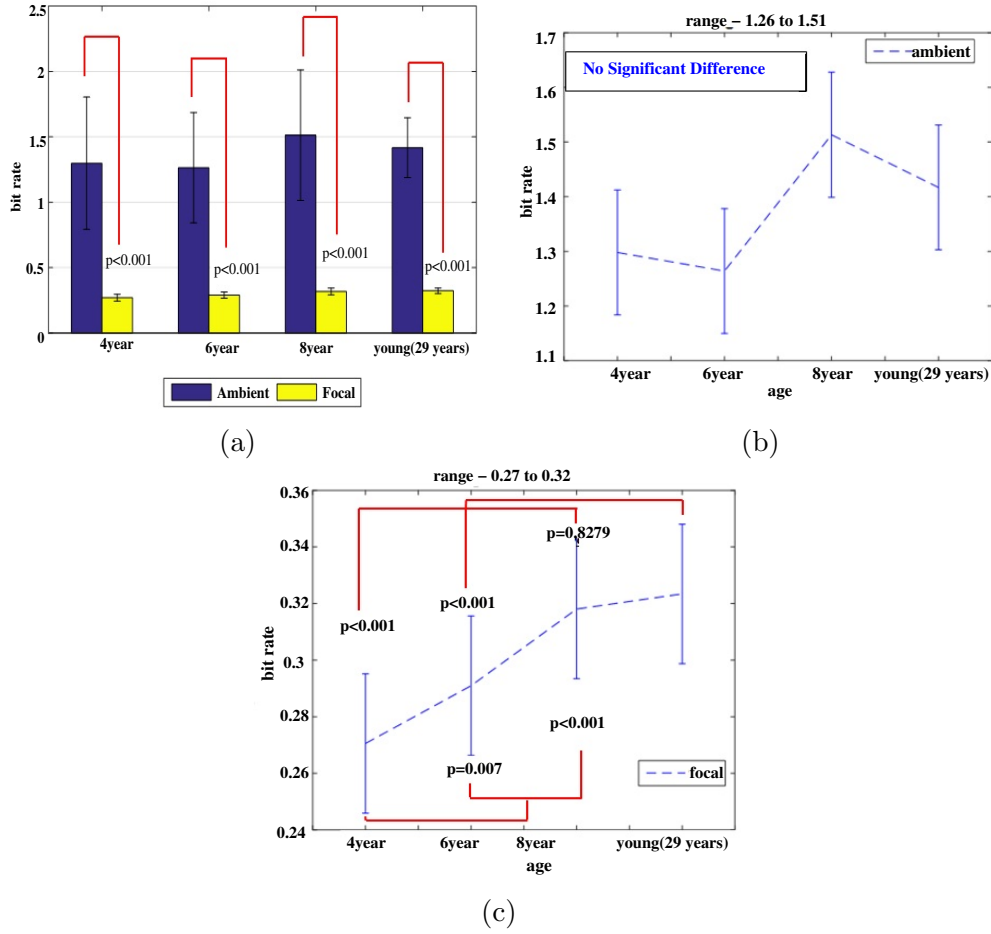 2.5
2
1.5
1
0.5
0
bit rate
p<0.001
p<0.001
p<0.001
p<0.001
4year
6year
8year
young(29 years)
Ambient
Focal
(a)
range – 1.26 to 1.51
1.7
1.6
1.5
1.4
1.3
1.2
1.1
bit rate
No Significant Difference
ambient
4year
6year
8year
young(29 years)
age
(b)
range – 0.27 to 0.32
0.36
0.34
0.32
0.3
0.28
0.26
0.24
bit rate
p=0.8279
p<0.001
p<0.001
p<0.001
p=0.007
focal
4year
6year
8year
young(29 years)
age
(c)